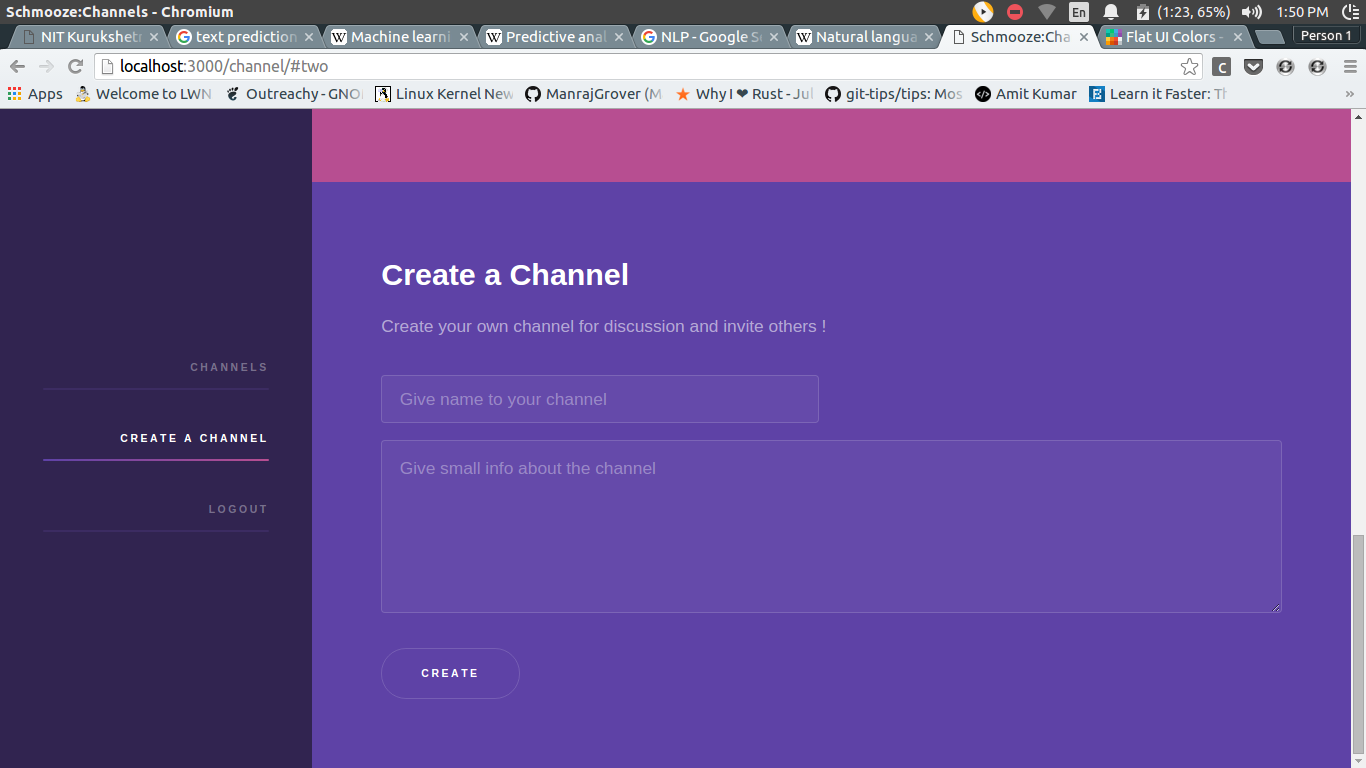 Schmooze:Channels - Chromium
En
(1:23, 65%)
1:50 PM
NIT Kurukshet
text prediction
Machine learni
Predictive anal
NLP - Google S
Natural langua
Schmooze:Cha
Flat UI Colors -
Person 1
localhost:3000/channel/#two
Apps
Welcome to LWN
Outreachy - GNO
Linux Kernel New
ManrajGrover (M
Why I ❤ Rust - Jul
git-tips/tips: Mos
Amit Kumar
Learn it Faster: Th
»
CHANNELS
CREATE A CHANNEL
LOGOUT
Create a Channel
Create your own channel for discussion and invite others !
Give name to your channel
Give small info about the channel
CREATE